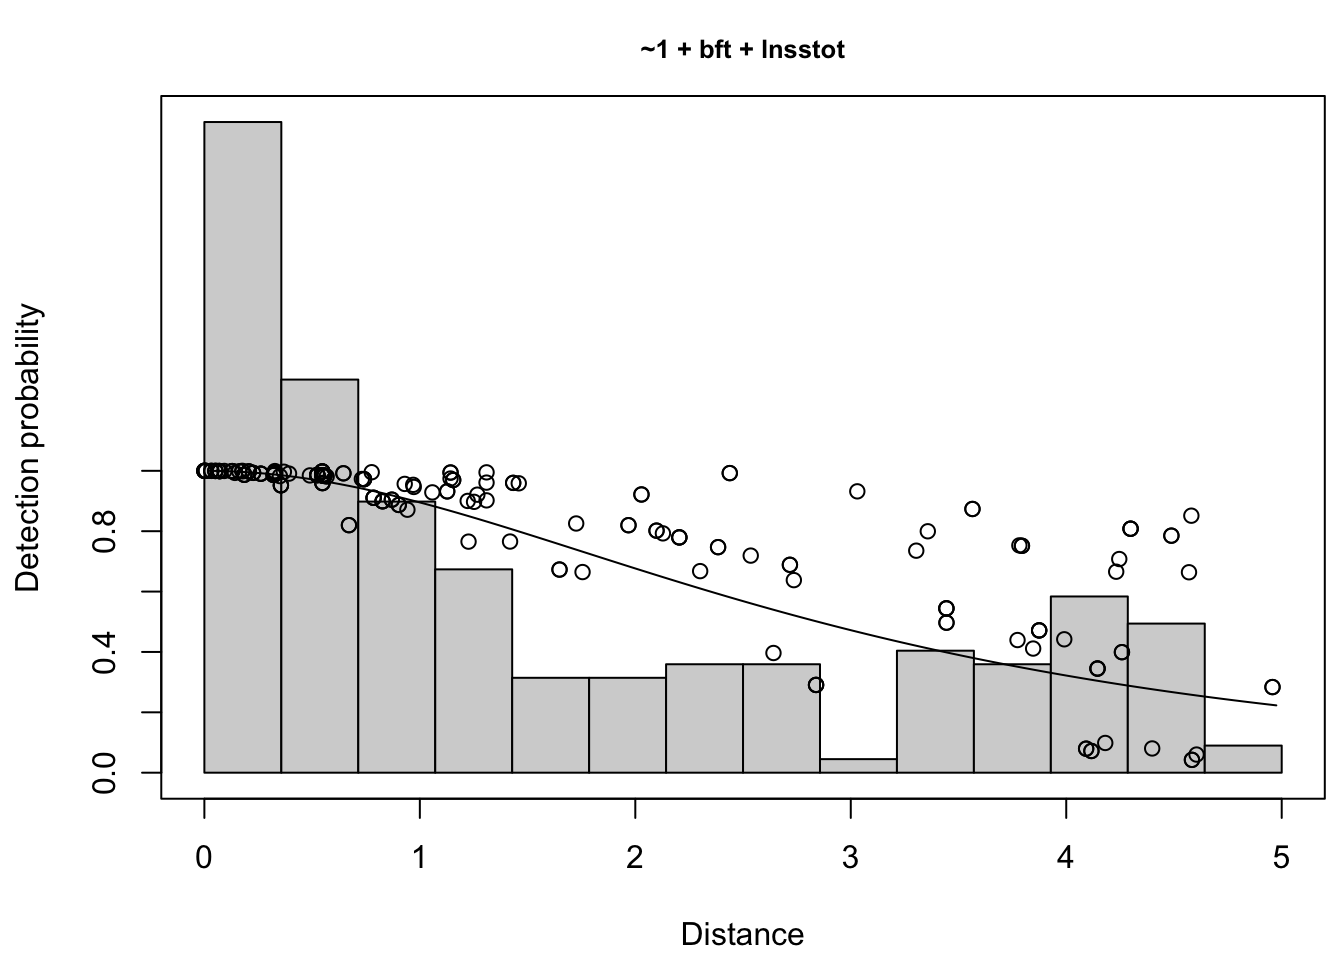 ~1 + bft + lnsstot
Detection probability
0.8
0.4
0.0
0 1 2 3 4 5
Distance